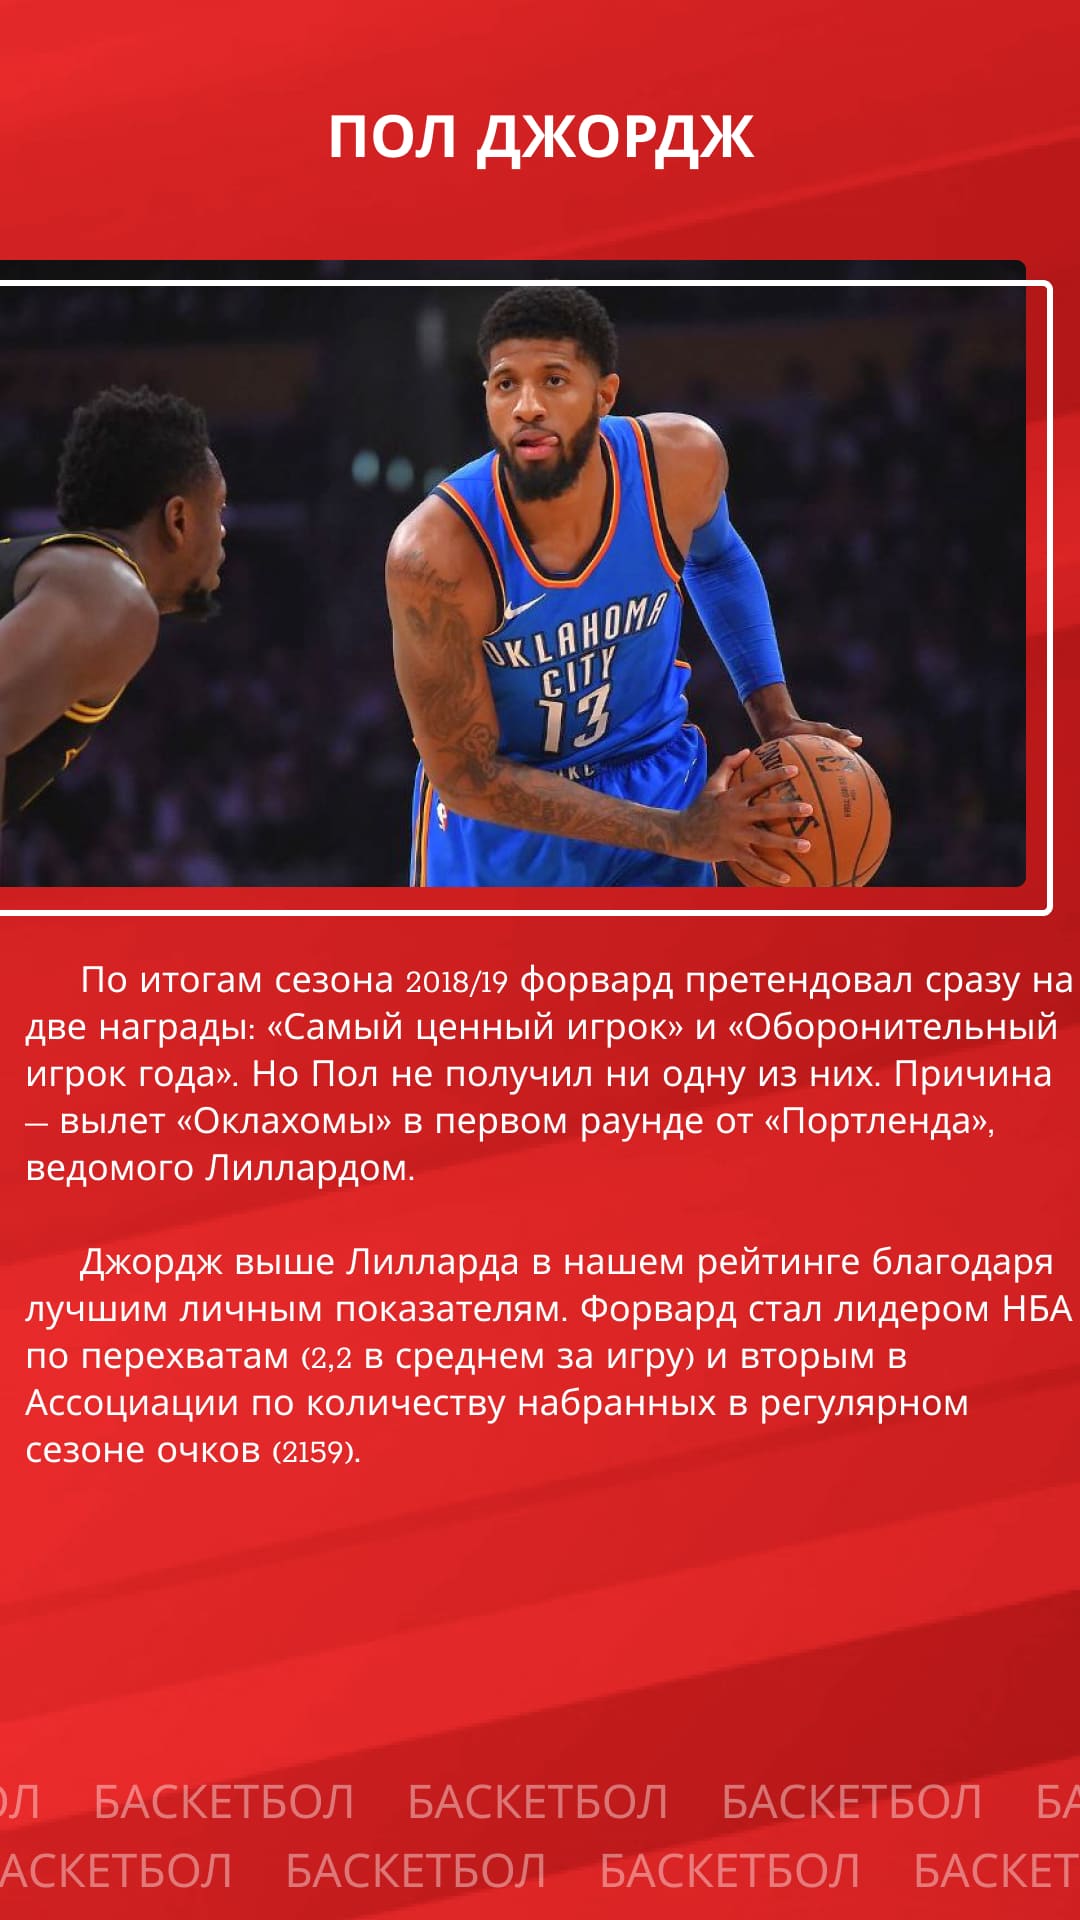 ПОЛ ДЖОРДЖ
OKLAHOMA
CITY
13
По итогам сезона 2018/19 форвард претендовал сразу на
две награды: «Самый ценный игрок» и «Оборонительный
игрок года». Но Пол не получил ни одну из них. Причина
— вылет «Оклахомы» в первом раунде от «Портленда»,
ведомого Лиллардом.
Джордж выше Лилларда в нашем рейтинге благодаря
лучшим личным показателям. Форвард стал лидером НБА
по перехватам (2,2 в среднем за игру) и вторым в
Ассоциации по количеству набранных в регулярном
сезоне очков (2159).
ОЛ БАСКЕТБОЛ БАСКЕТБОЛ БАСКЕТБОЛ БА
АСКЕТБОЛ БАСКЕТБОЛ БАСКЕТБОЛ БАСКЕТ